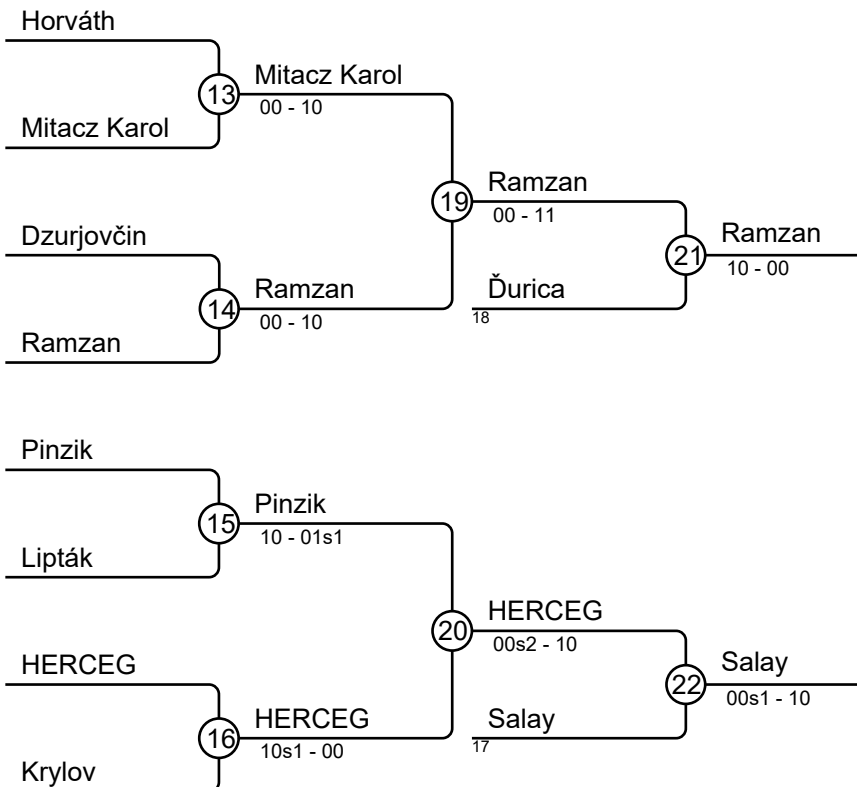 Horváth
13
Mitacz Karol
00 - 10
Mitacz Karol
19
Ramzan
00 - 11
Dzurjovčin
21
Ramzan
10 - 00
14
Ramzan
00 - 10
Ďurica
18
Ramzan
Pinzik
15
Pinzik
10 - 01s1
Lipták
20
HERCEG
00s2 - 10
HERCEG
22
Salay
00s1 - 10
16
HERCEG
10s1 - 00
Salay
17
Krylov